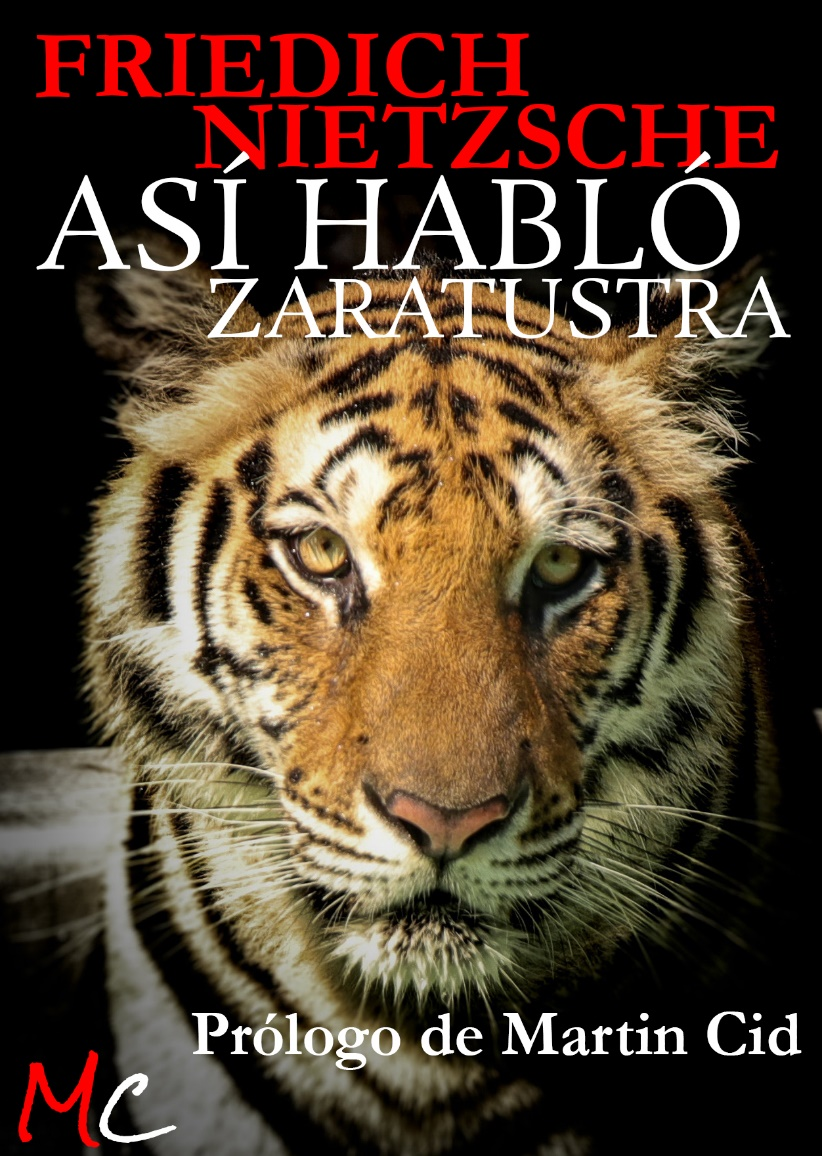 FRIEDICH
NIETZSCHE
ASÍ HABLÓ
ZARATUSTRA
Prólogo de Martin Cid
MC